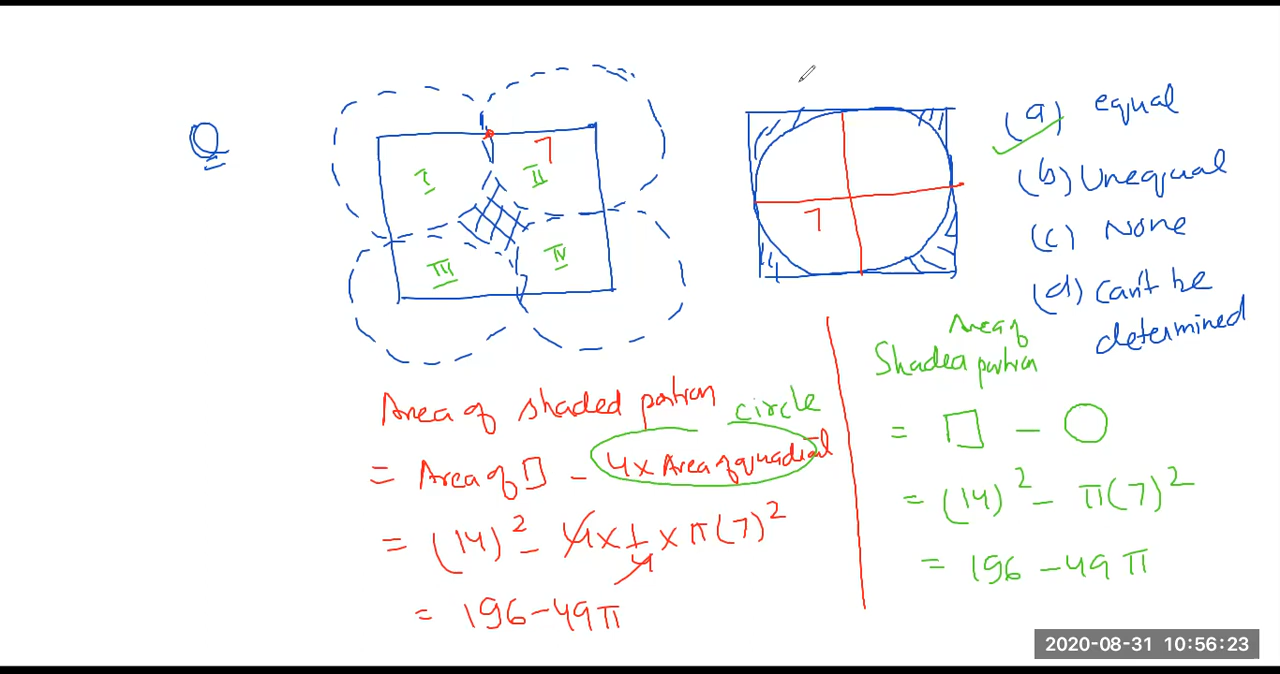 Q
I
7
II
III
IV
7
(a) equal
(b) Unequal
(c) None
(d) Can't be
determined
Area of shaded portion
circle
= Area of □ - 4 x Area of quadrant
= (14)² - 4 x 1/4 x π(7)²
= 196 - 49π
Area of
Shaded portion
= □ - ○
= (14)² - π(7)²
= 196 - 49π
2020-08-31 10:56:23